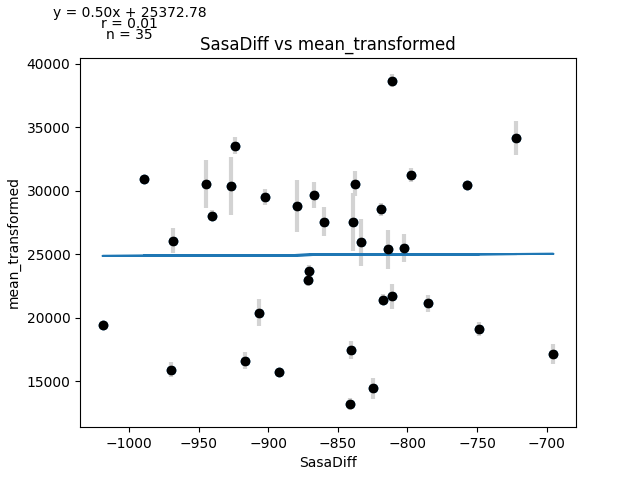 y = 0.50x + 25372.78
r = 0.01
n = 35
SasaDiff vs mean_transformed
40000
35000
30000
25000
20000
15000
mean_transformed
−1000
−950
−900
−850
−800
−750
−700
SasaDiff